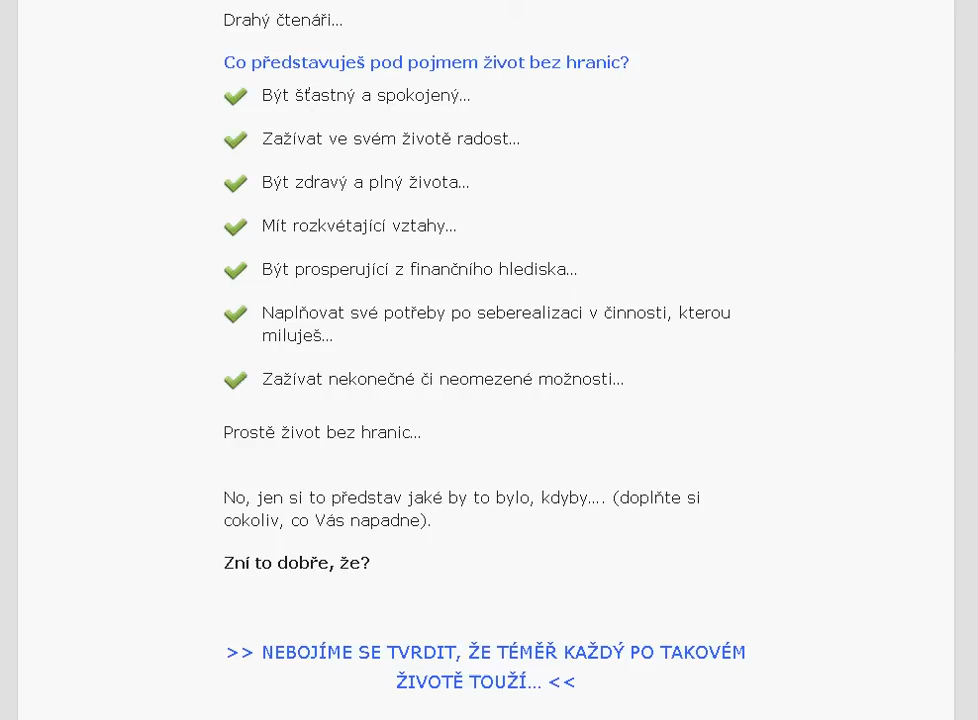 Drahý čtenáři...
Co představuješ pod pojmem život bez hranic?
Být šťastný a spokojený...
Zažívat ve svém životě radost...
Být zdravý a plný života...
Mít rozkvétající vztahy...
Být prosperující z finančního hlediska...
Naplňovat své potřeby po seberealizaci v činnosti, kterou
miluješ...
Zažívat nekonečné či neomezené možnosti...
Prostě život bez hranic...
No, jen si to představ jaké by to bylo, kdyby.... (doplňte si
cokoliv, co Vás napadne).
Zní to dobře, že?
>> NEBOJÍME SE TVRDIT, ŽE TÉMĚŘ KAŽDÝ PO TAKOVÉM
ŽIVOTĚ TOUŽÍ... <<